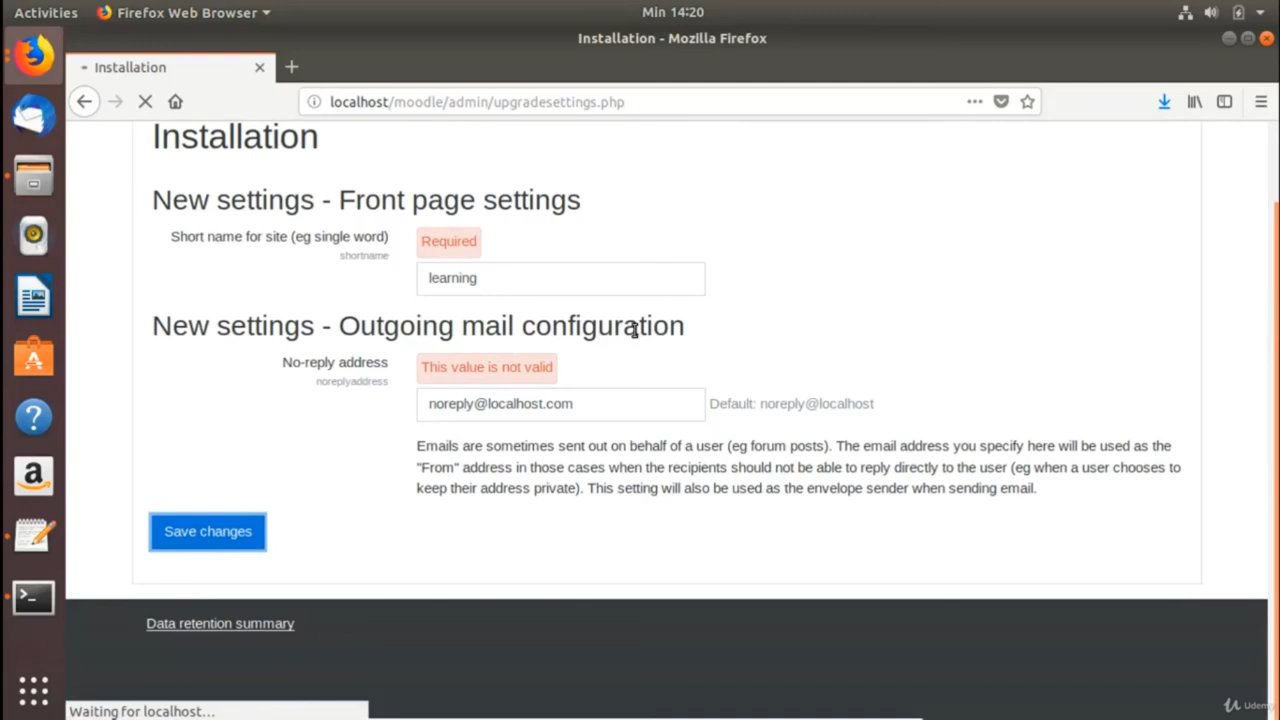 Activities
Firefox Web Browser
Min 14:20
Installation - Mozilla Firefox
Installation
localhost/moodle/admin/upgradesettings.php
Installation
New settings - Front page settings
Short name for site (eg single word)
shortname
Required
learning
New settings - Outgoing mail configuration
No-reply address
noreplyaddress
This value is not valid
noreply@localhost.com
Default: noreply@localhost
Emails are sometimes sent out on behalf of a user (eg forum posts). The email address you specify here will be used as the
"From" address in those cases when the recipients should not be able to reply directly to the user (eg when a user chooses to
keep their address private). This setting will also be used as the envelope sender when sending email.
Save changes
Data retention summary
Waiting for localhost...
Udemy